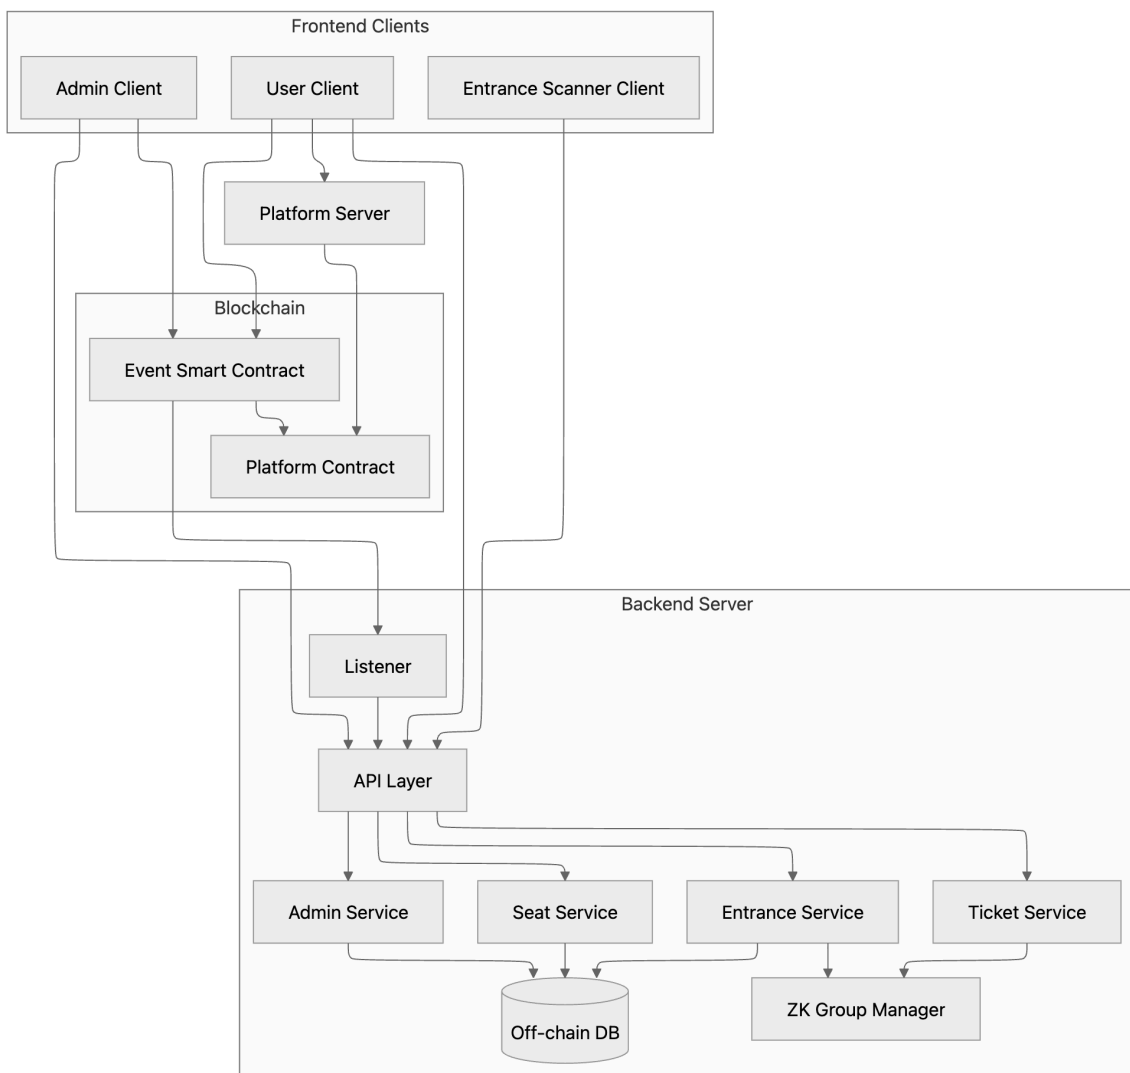 Frontend Clients
Admin Client
User Client
Entrance Scanner Client
Platform Server
Blockchain
Event Smart Contract
Platform Contract
Backend Server
Listener
API Layer
Admin Service
Seat Service
Entrance Service
Ticket Service
Off-chain DB
ZK Group Manager